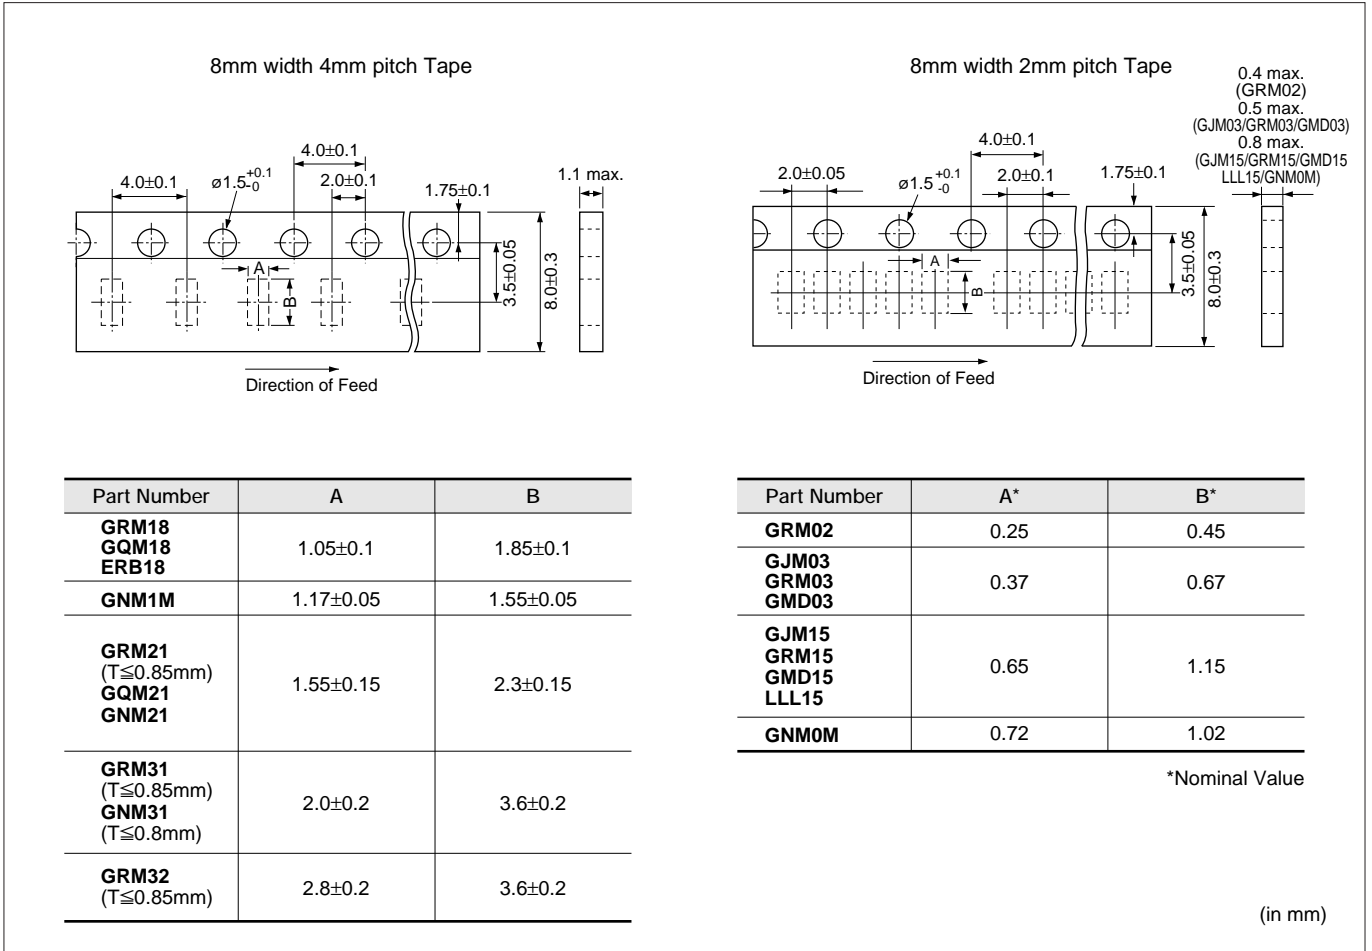 8mm width 4mm pitch Tape
4.0±0.1
4.0±0.1
ø1.5+0.1-0
2.0±0.1
1.75±0.1
1.1 max.
A
B
3.5±0.05
8.0±0.3
Direction of Feed
8mm width 2mm pitch Tape
0.4 max.
(GRM02)
0.5 max.
(GJM03/GRM03/GMD03)
0.8 max.
(GJM15/GRM15/GMD15
LLL15/GNM0M)
4.0±0.1
2.0±0.05
ø1.5+0.1-0
2.0±0.1
1.75±0.1
A
B
3.5±0.05
8.0±0.3
Direction of Feed
Part Number A B
GRM18
GQM18
ERB18
1.05±0.1 1.85±0.1
GNM1M 1.17±0.05 1.55±0.05
GRM21
(T≦0.85mm)
GQM21
GNM21
1.55±0.15 2.3±0.15
GRM31
(T≦0.85mm)
GNM31
(T≦0.8mm)
2.0±0.2 3.6±0.2
GRM32
(T≦0.85mm)
2.8±0.2 3.6±0.2
Part Number A* B*
GRM02 0.25 0.45
GJM03
GRM03
GMD03
0.37 0.67
GJM15
GRM15
GMD15
LLL15
0.65 1.15
GNM0M 0.72 1.02
*Nominal Value
(in mm)